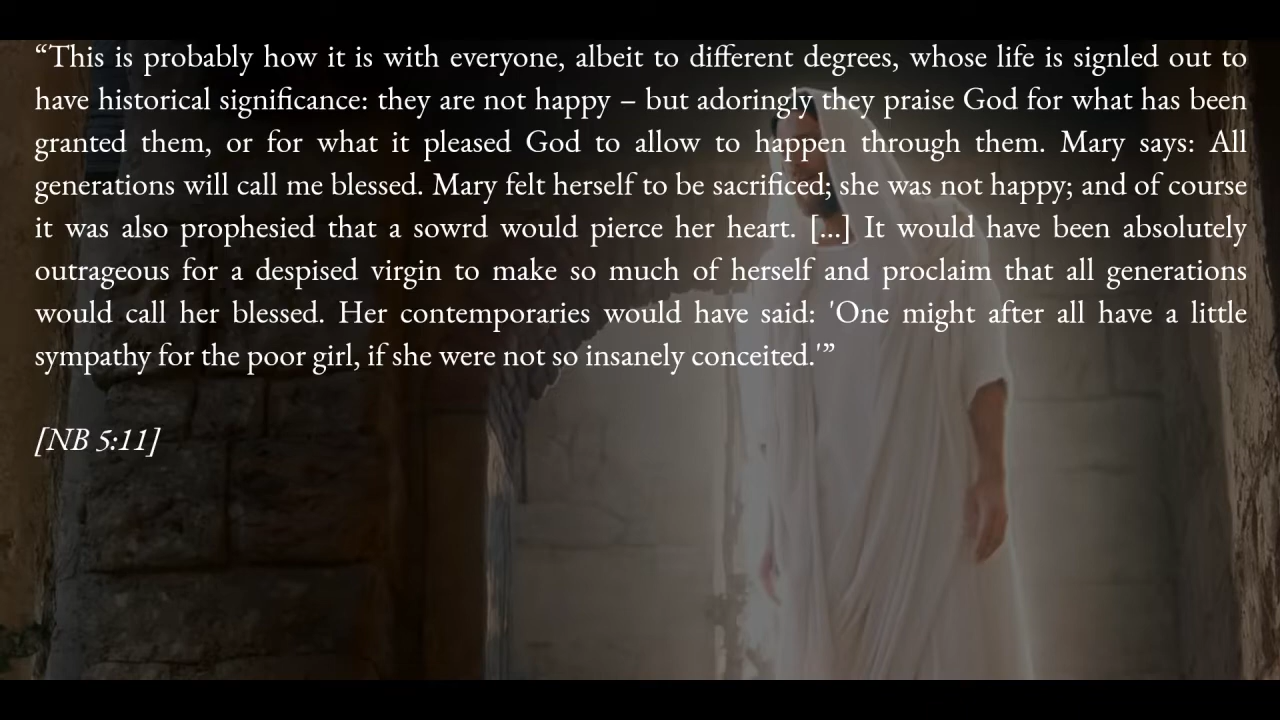 “This is probably how it is with everyone, albeit to different degrees, whose life is signled out to
have historical significance: they are not happy – but adoringly they praise God for what has been
granted them, or for what it pleased God to allow to happen through them. Mary says: All
generations will call me blessed. Mary felt herself to be sacrificed; she was not happy; and of course
it was also prophesied that a sowrd would pierce her heart. [...] It would have been absolutely
outrageous for a despised virgin to make so much of herself and proclaim that all generations
would call her blessed. Her contemporaries would have said: 'One might after all have a little
sympathy for the poor girl, if she were not so insanely conceited.'”
[NB 5:11]